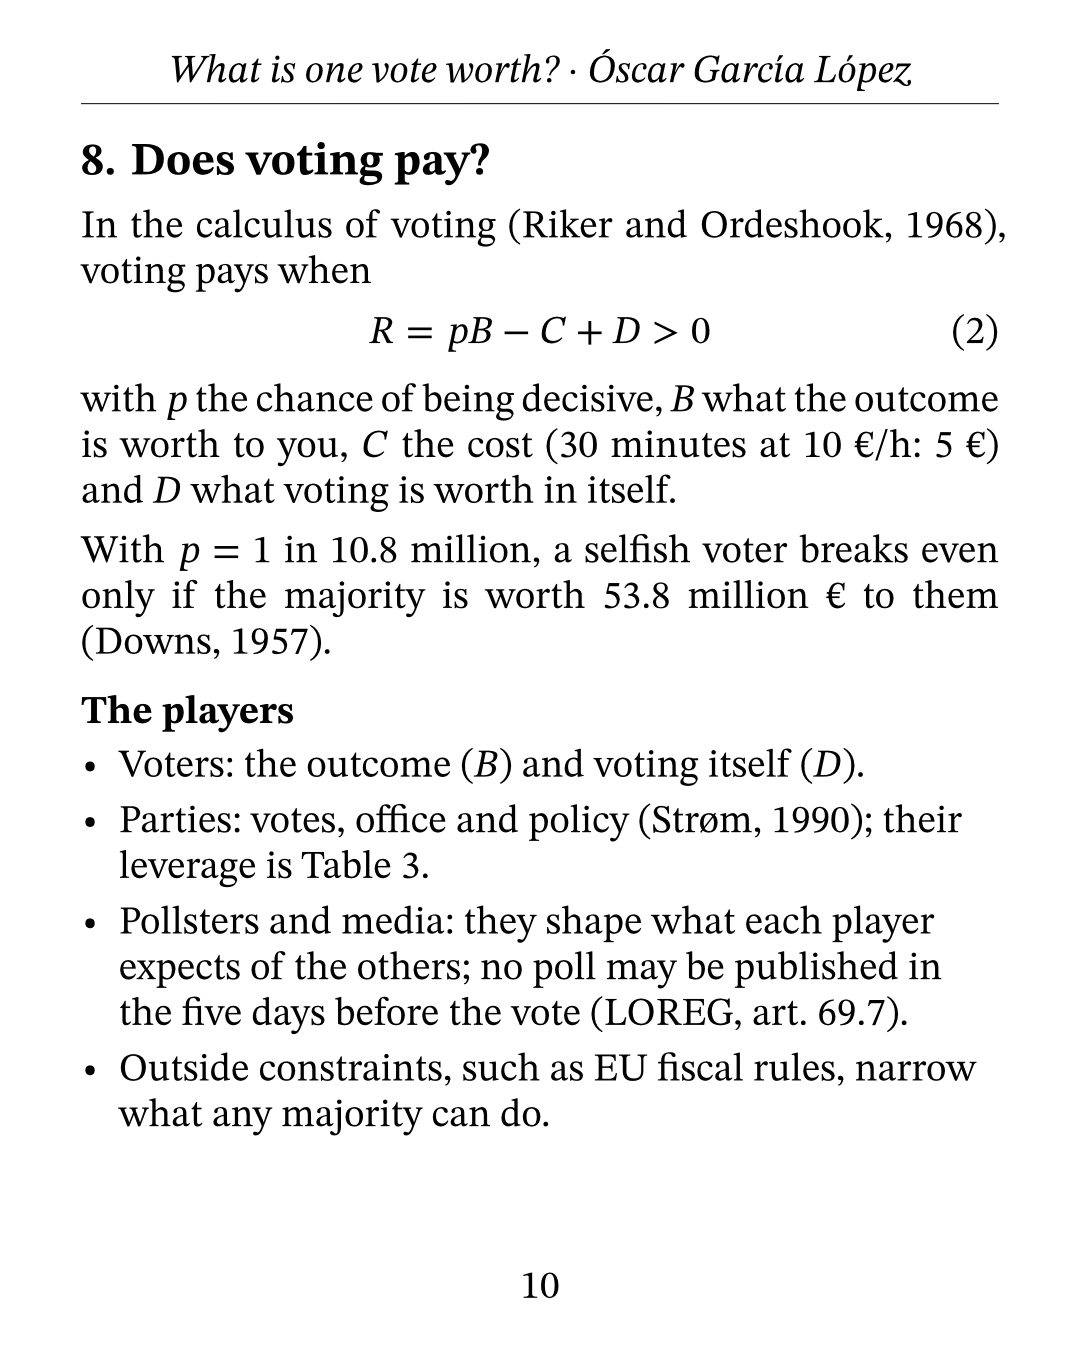 What is one vote worth? · Óscar García López
8. Does voting pay?
In the calculus of voting (Riker and Ordeshook, 1968),
voting pays when
R = pB − C + D > 0 (2)
with p the chance of being decisive, B what the outcome
is worth to you, C the cost (30 minutes at 10 €/h: 5 €)
and D what voting is worth in itself.
With p = 1 in 10.8 million, a selfish voter breaks even
only if the majority is worth 53.8 million € to them
(Downs, 1957).
The players
• Voters: the outcome (B) and voting itself (D).
• Parties: votes, office and policy (Strøm, 1990); their
leverage is Table 3.
• Pollsters and media: they shape what each player
expects of the others; no poll may be published in
the five days before the vote (LOREG, art. 69.7).
• Outside constraints, such as EU fiscal rules, narrow
what any majority can do.
10